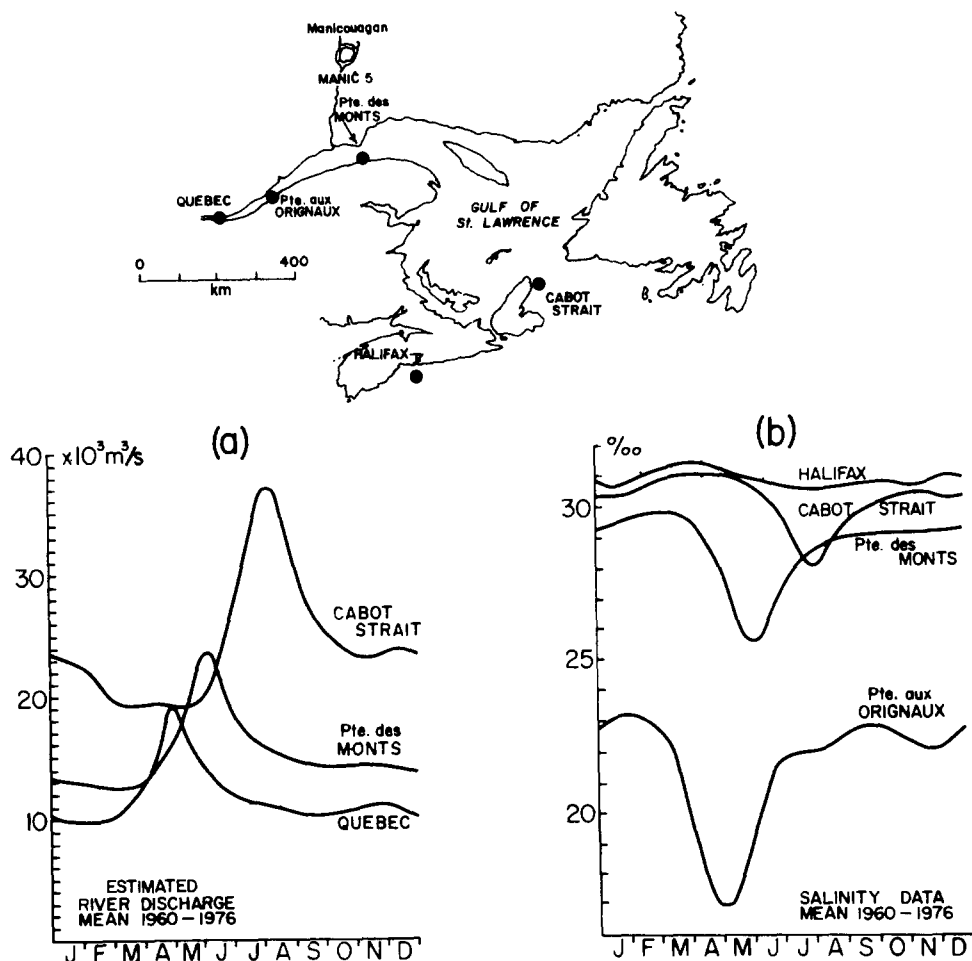 Manicouagan
MANIC 5
Pte. des
MONTS
QUEBEC
Pte. aux
ORIGNAUX
GULF OF
St. LAWRENCE
0 400
km
CABOT
STRAIT
HALIFAX
(a)
40 x10³m³/s
30
20
10
0
CABOT
STRAIT
Pte. des
MONTS
QUEBEC
ESTIMATED
RIVER DISCHARGE
MEAN 1960-1976
J F M A M J J A S O N D
(b)
‰
30
25
20
HALIFAX
CABOT STRAIT
Pte. des
MONTS
Pte. aux
ORIGNAUX
SALINITY DATA
MEAN 1960-1976
J F M A M J J A S O N D